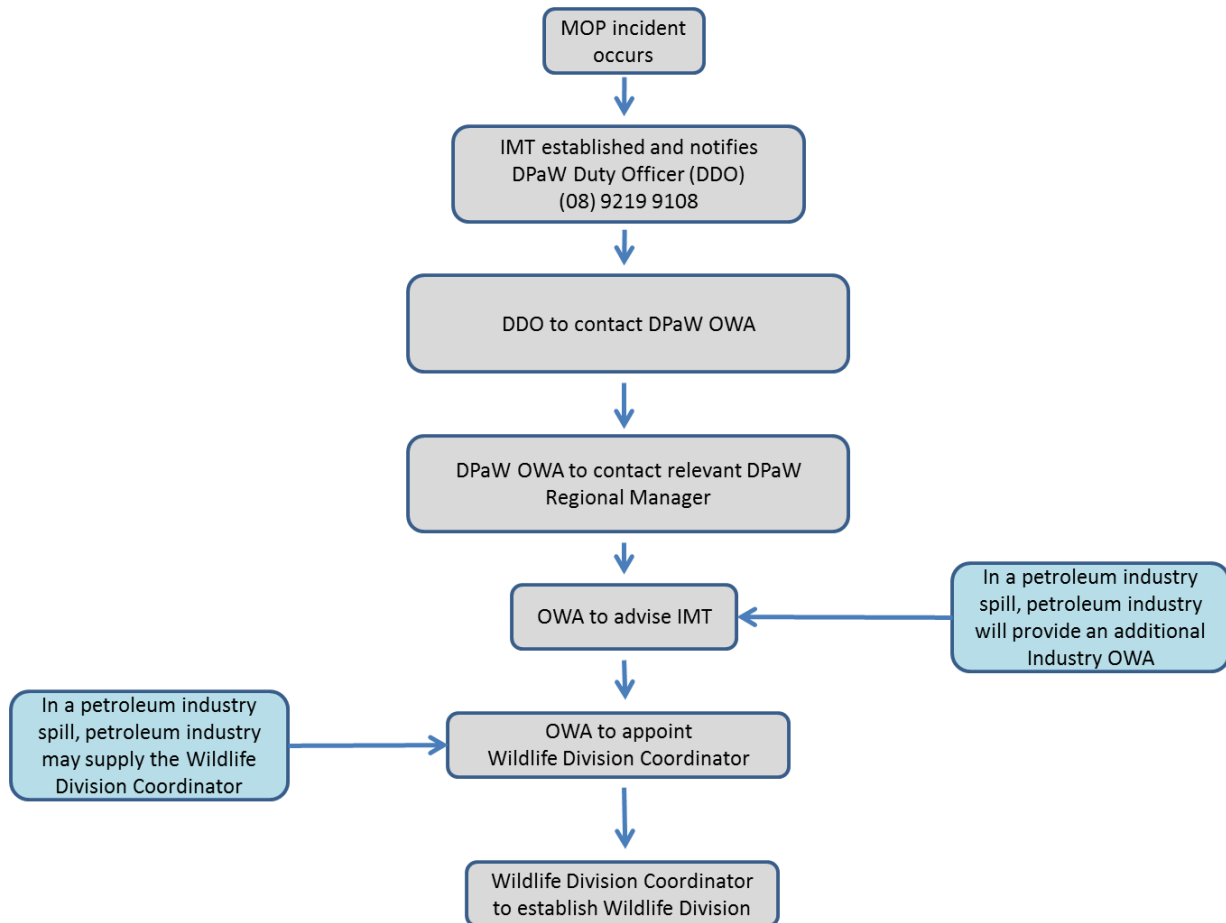 MOP incident
occurs
IMT established and notifies
DPaW Duty Officer (DDO)
(08) 9219 9108
DDO to contact DPaW OWA
DPaW OWA to contact relevant DPaW
Regional Manager
OWA to advise IMT
In a petroleum industry
spill, petroleum industry
will provide an additional
Industry OWA
In a petroleum industry
spill, petroleum industry
may supply the Wildlife
Division Coordinator
OWA to appoint
Wildlife Division Coordinator
Wildlife Division Coordinator
to establish Wildlife Division